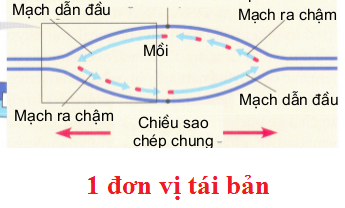 Mạch dẫn đầu
Mạch ra chậm
Mồi
Mạch ra chậm
Mạch dẫn đầu
Chiều sao
chép chung
1 đơn vị tái bản